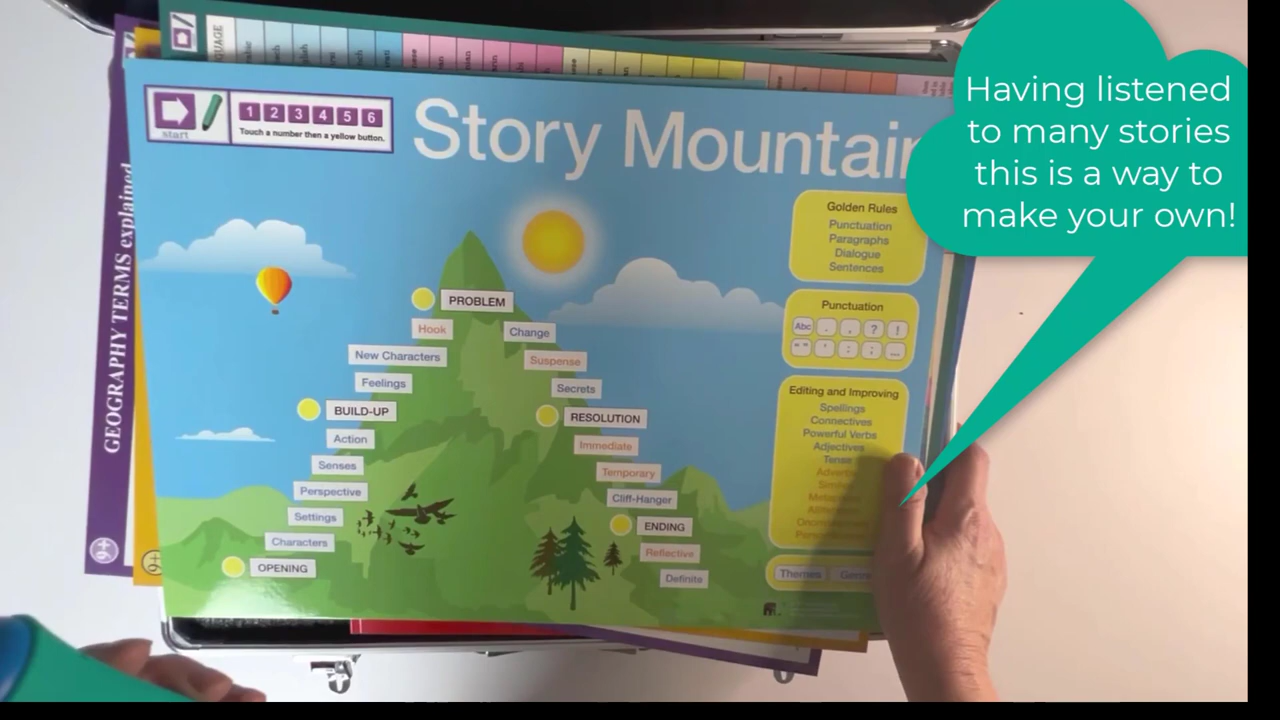 LANGUAGE
start
1 2 3 4 5 6
Touch a number then a yellow button.
Story Mountain
GEOGRAPHY TERMS explained
9+
Having listened
to many stories
this is a way to
make your own!
Golden Rules
Punctuation
Paragraphs
Dialogue
Sentences
Punctuation
Abc . , ? !
“ ” ' : ; ...
Editing and Improving
Spellings
Connectives
Powerful Verbs
Adjectives
Tense
Themes
PROBLEM
Hook
New Characters
Feelings
BUILD-UP
Action
Senses
Perspective
Settings
Characters
OPENING
Change
Suspense
Secrets
RESOLUTION
Immediate
Temporary
Cliff-Hanger
ENDING
Reflective
Definite